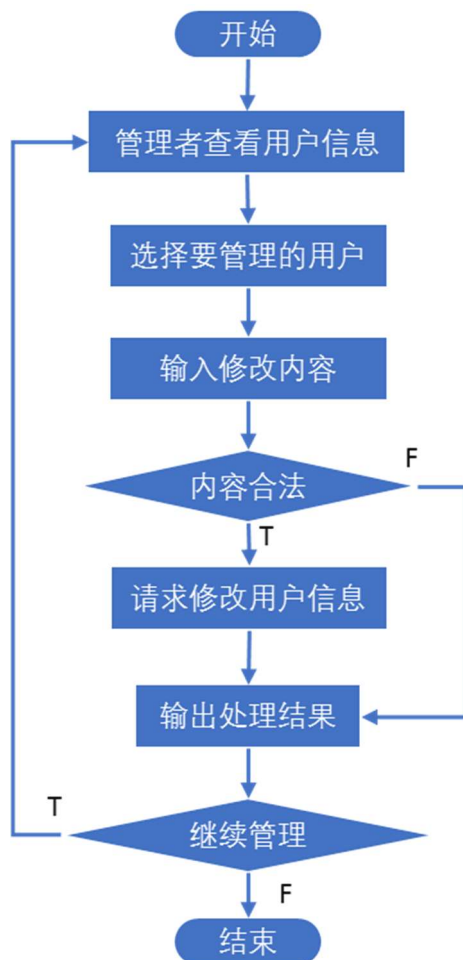 开始
管理者查看用户信息
选择要管理的用户
输入修改内容
内容合法
F
T
请求修改用户信息
输出处理结果
T
继续管理
F
结束